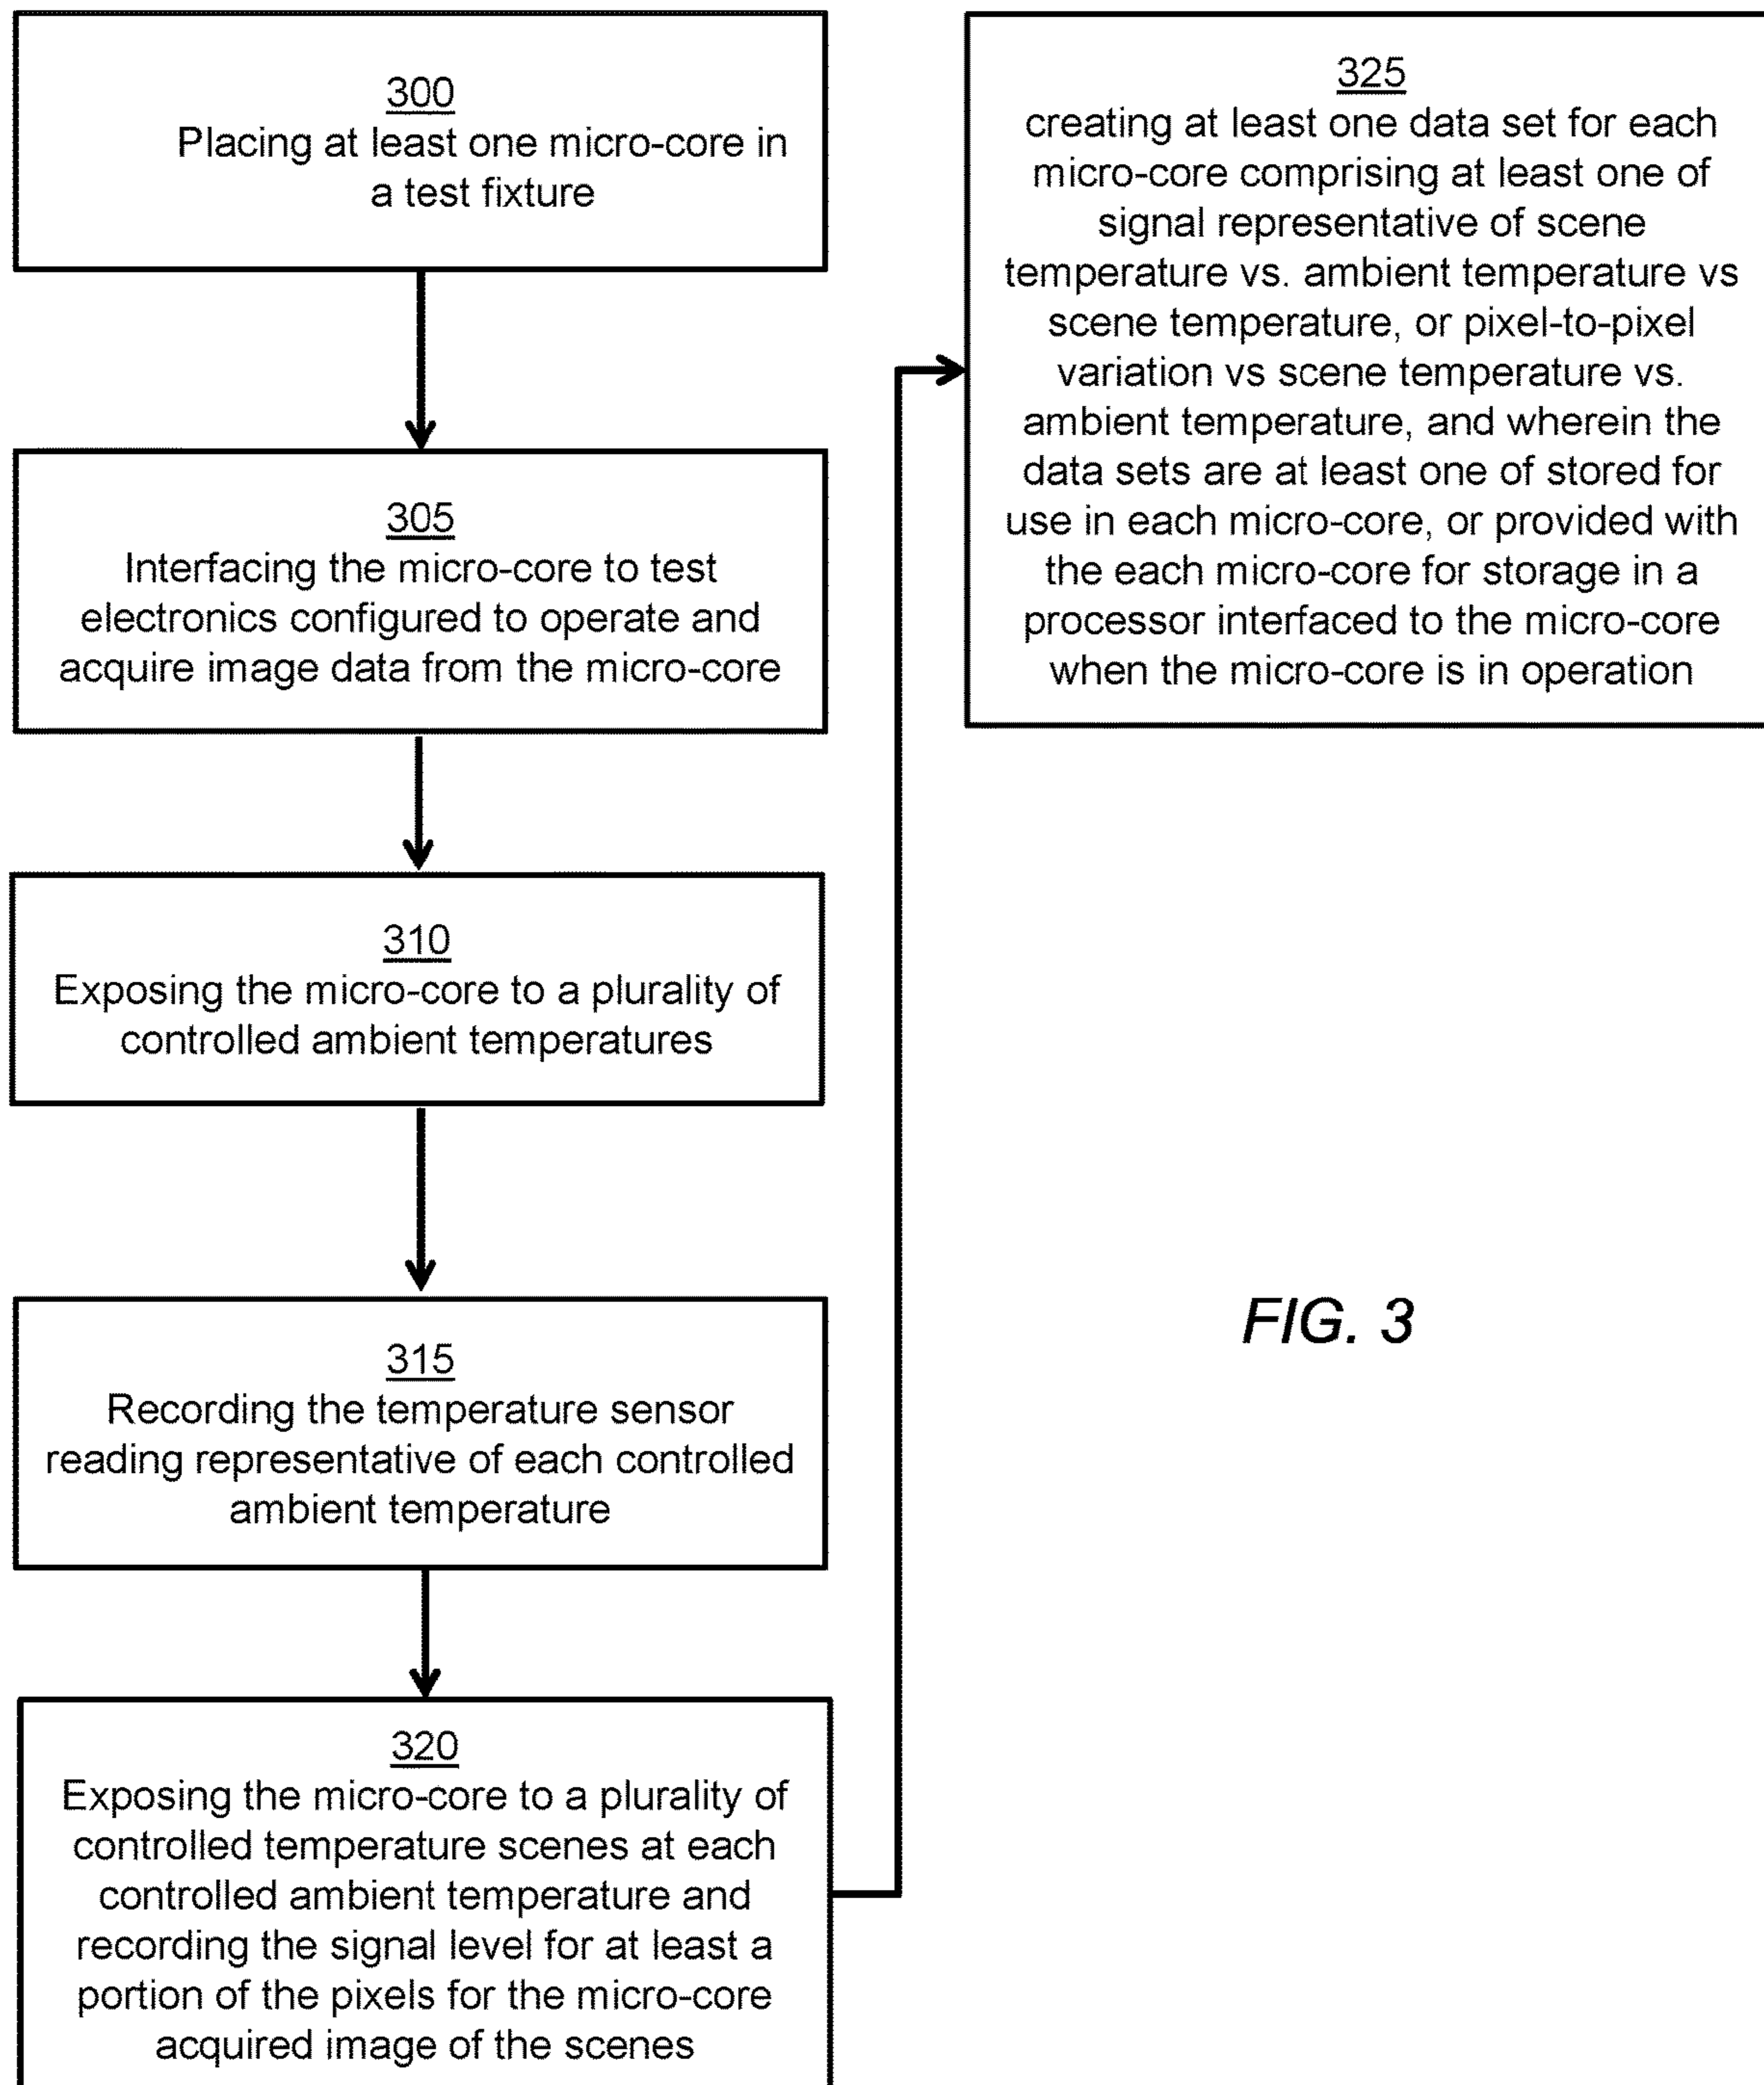 300
Placing at least one micro-core in
a test fixture
305
Interfacing the micro-core to test
electronics configured to operate and
acquire image data from the micro-core
310
Exposing the micro-core to a plurality of
controlled ambient temperatures
315
Recording the temperature sensor
reading representative of each controlled
ambient temperature
320
Exposing the micro-core to a plurality of
controlled temperature scenes at each
controlled ambient temperature and
recording the signal level for at least a
portion of the pixels for the micro-core
acquired image of the scenes
325
creating at least one data set for each
micro-core comprising at least one of
signal representative of scene
temperature vs. ambient temperature vs
scene temperature, or pixel-to-pixel
variation vs scene temperature vs.
ambient temperature, and wherein the
data sets are at least one of stored for
use in each micro-core, or provided with
the each micro-core for storage in a
processor interfaced to the micro-core
when the micro-core is in operation
FIG. 3